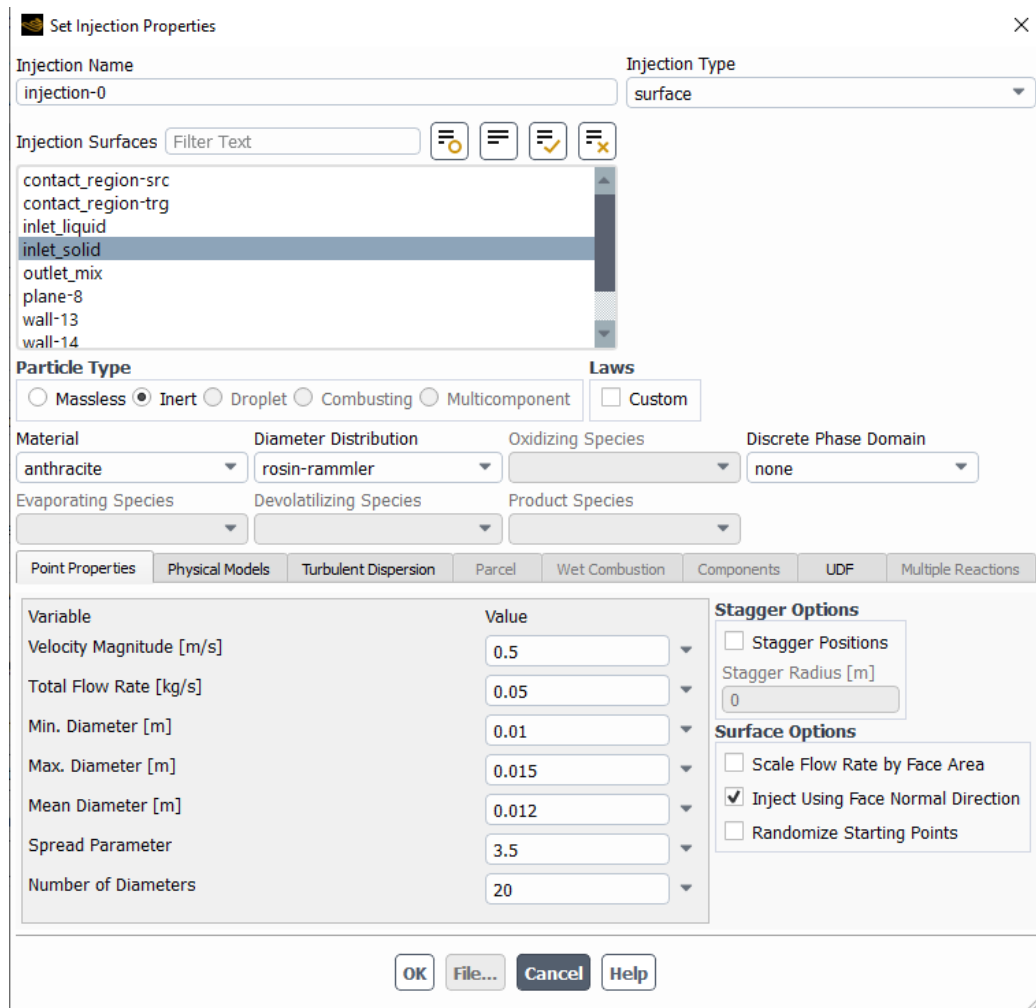 Set Injection Properties
Injection Name Injection Type
injection-0 surface
Injection Surfaces Filter Text
contact_region-src
contact_region-trg
inlet_liquid
inlet_solid
outlet_mix
plane-8
wall-13
wall-14
Particle Type Laws
Massless Inert Droplet Combusting Multicomponent Custom
Material Diameter Distribution Oxidizing Species Discrete Phase Domain
anthracite rosin-rammler none
Evaporating Species Devolatilizing Species Product Species
Point Properties Physical Models Turbulent Dispersion Parcel Wet Combustion Components UDF Multiple Reactions
Variable Value
Velocity Magnitude [m/s] 0.5
Total Flow Rate [kg/s] 0.05
Min. Diameter [m] 0.01
Max. Diameter [m] 0.015
Mean Diameter [m] 0.012
Spread Parameter 3.5
Number of Diameters 20
Stagger Options
Stagger Positions
Stagger Radius [m]
0
Surface Options
Scale Flow Rate by Face Area
Inject Using Face Normal Direction
Randomize Starting Points
OK File... Cancel Help